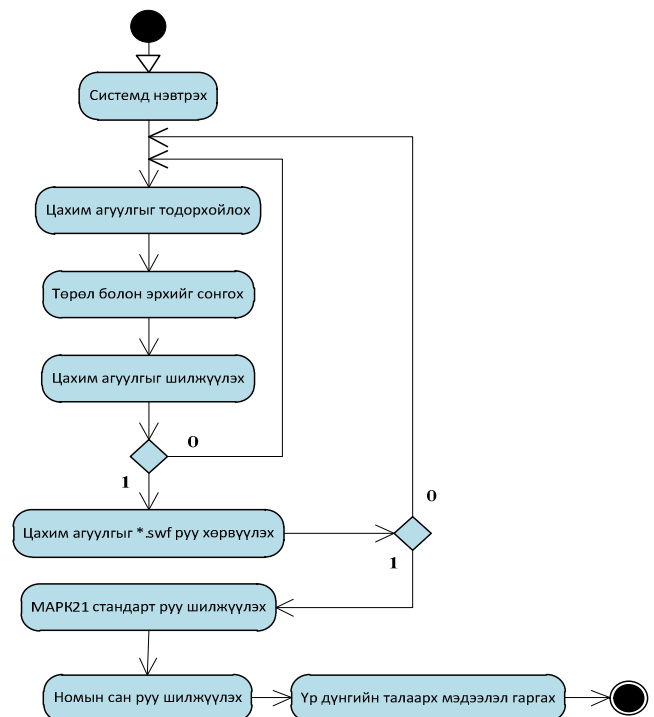 Системд нэвтрэх
Цахим агуулгыг тодорхойлох
Төрөл болон эрхийг сонгох
Цахим агуулгыг шилжүүлэх
0
1
Цахим агуулгыг *.swf руу хөрвүүлэх
0
1
МАРК21 стандарт руу шилжүүлэх
Номын сан руу шилжүүлэх
Үр дүнгийн талаарх мэдээлэл гаргах